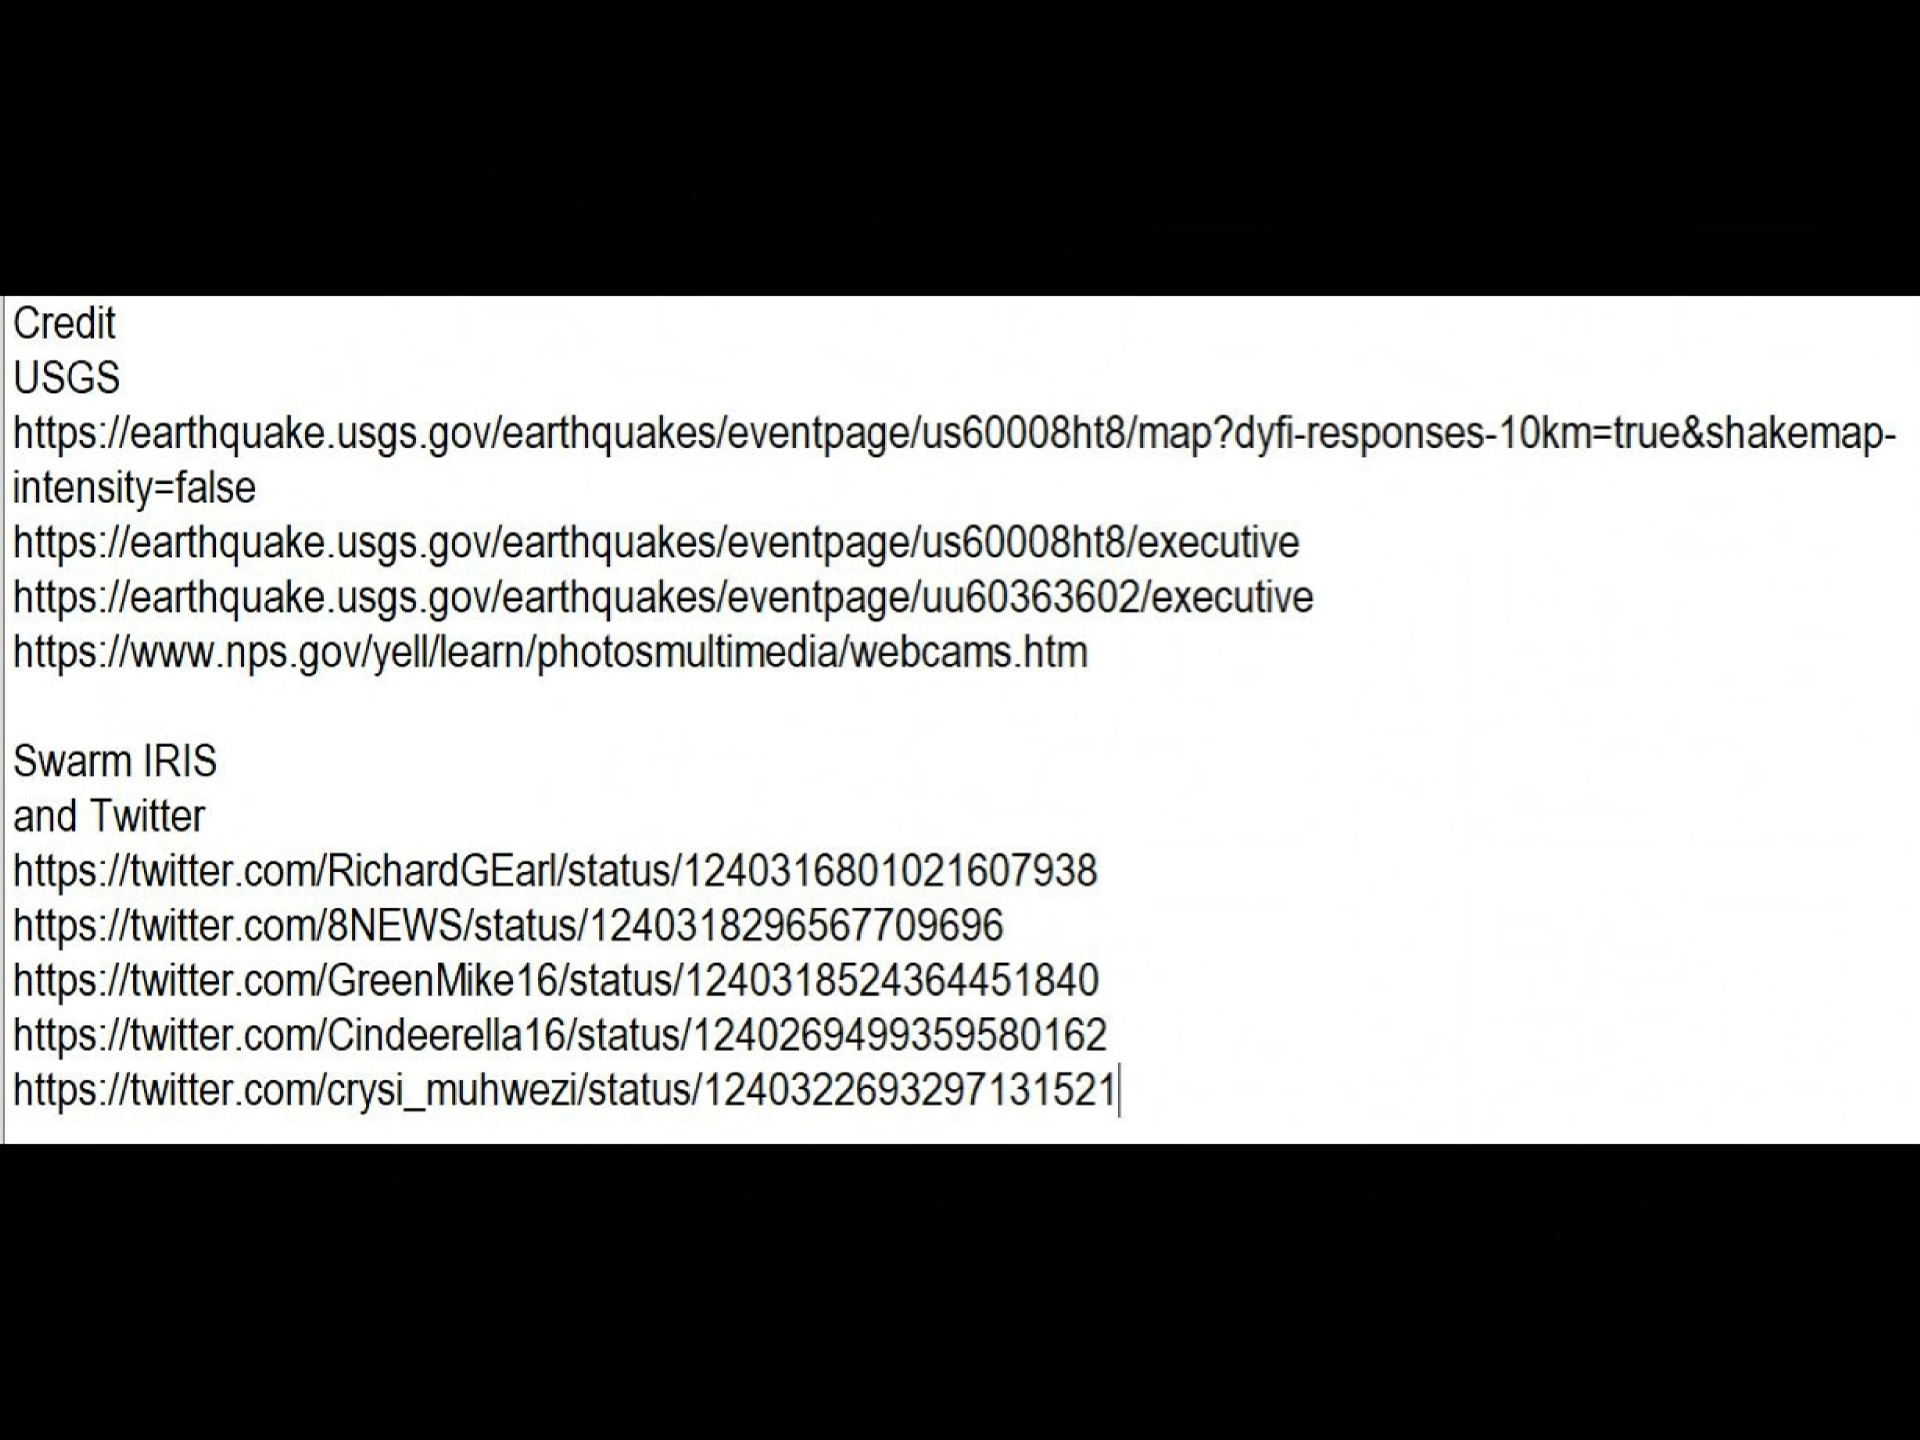 Credit
USGS
https://earthquake.usgs.gov/earthquakes/eventpage/us60008ht8/map?dyfi-responses-10km=true&shakemap-
intensity=false
https://earthquake.usgs.gov/earthquakes/eventpage/us60008ht8/executive
https://earthquake.usgs.gov/earthquakes/eventpage/uu60363602/executive
https://www.nps.gov/yell/learn/photosmultimedia/webcams.htm
Swarm IRIS
and Twitter
https://twitter.com/RichardGEarl/status/1240316801021607938
https://twitter.com/8NEWS/status/1240318296567709696
https://twitter.com/GreenMike16/status/1240318524364451840
https://twitter.com/Cindeerella16/status/1240269499359580162
https://twitter.com/crysi_muhwezi/status/1240322693297131521